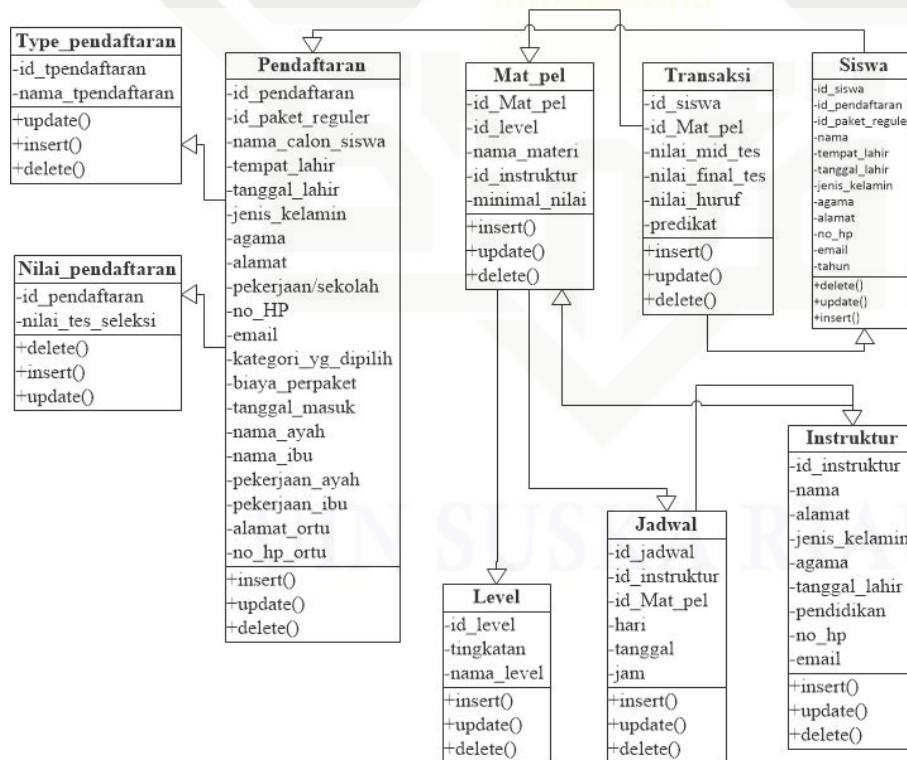 Type_pendaftaran
-id_tpendaftaran
-nama_tpendaftaran
+update()
+insert()
+delete()
Nilai_pendaftaran
-id_pendaftaran
-nilai_tes_seleksi
+delete()
+insert()
+update()
Pendaftaran
-id_pendaftaran
-id_paket_reguler
-nama_calon_siswa
-tempat_lahir
-tanggal_lahir
-jenis_kelamin
-agama
-alamat
-pekerjaan/sekolah
-no_HP
-email
-kategori_yg_dipilih
-biaya_perpaket
-tanggal_masuk
-nama_ayah
-nama_ibu
-pekerjaan_ayah
-pekerjaan_ibu
-alamat_ortu
-no_hp_ortu
+insert()
+update()
+delete()
Mat_pel
-id_Mat_pel
-id_level
-nama_materi
-id_instruktur
-minimal_nilai
+insert()
+update()
+delete()
Transaksi
-id_siswa
-id_Mat_pel
-nilai_mid_tes
-nilai_final_tes
-nilai_huruf
-predikat
+insert()
+update()
+delete()
Siswa
-id_siswa
-id_pendaftaran
-id_paket_reguler
-nama
-tempat_lahir
-tanggal_lahir
-jenis_kelamin
-agama
-alamat
-no_hp
-email
-tahun
+delete()
+update()
+insert()
Level
-id_level
-tingkatan
-nama_level
+insert()
+update()
+delete()
Jadwal
-id_jadwal
-id_instruktur
-id_Mat_pel
-hari
-tanggal
-jam
+insert()
+update()
+delete()
Instruktur
-id_instruktur
-nama
-alamat
-jenis_kelamin
-agama
-tanggal_lahir
-pendidikan
-no_hp
-email
+insert()
+update()
+delete()
SUSKA